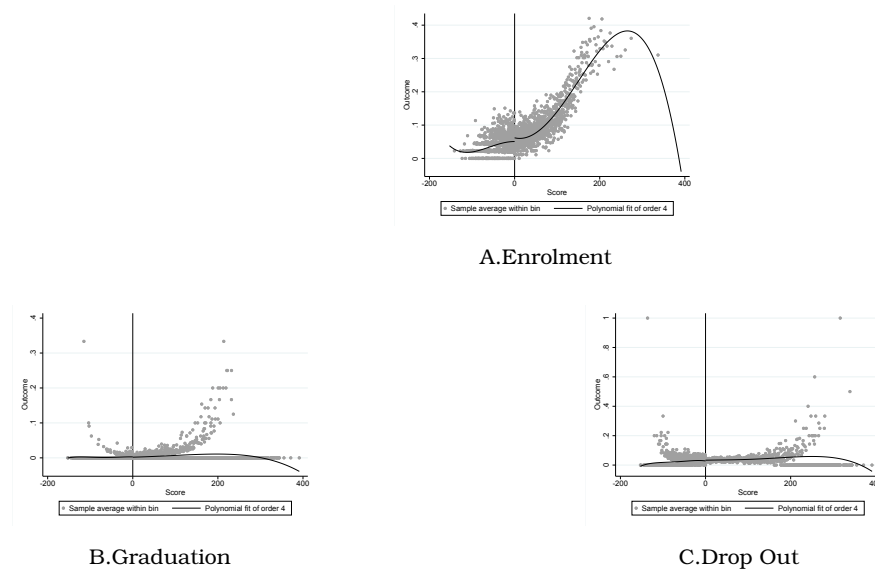 .4
.3
.2
.1
0
Outcome
-200 0 200 400
Score
Sample average within bin Polynomial fit of order 4
A.Enrolment
.4
.3
.2
.1
0
Outcome
-200 0 200 400
Score
Sample average within bin Polynomial fit of order 4
B.Graduation
1
.8
.6
.4
.2
0
Outcome
-200 0 200 40
Score
Sample average within bin Polynomial fit of order 4
C.Drop Out